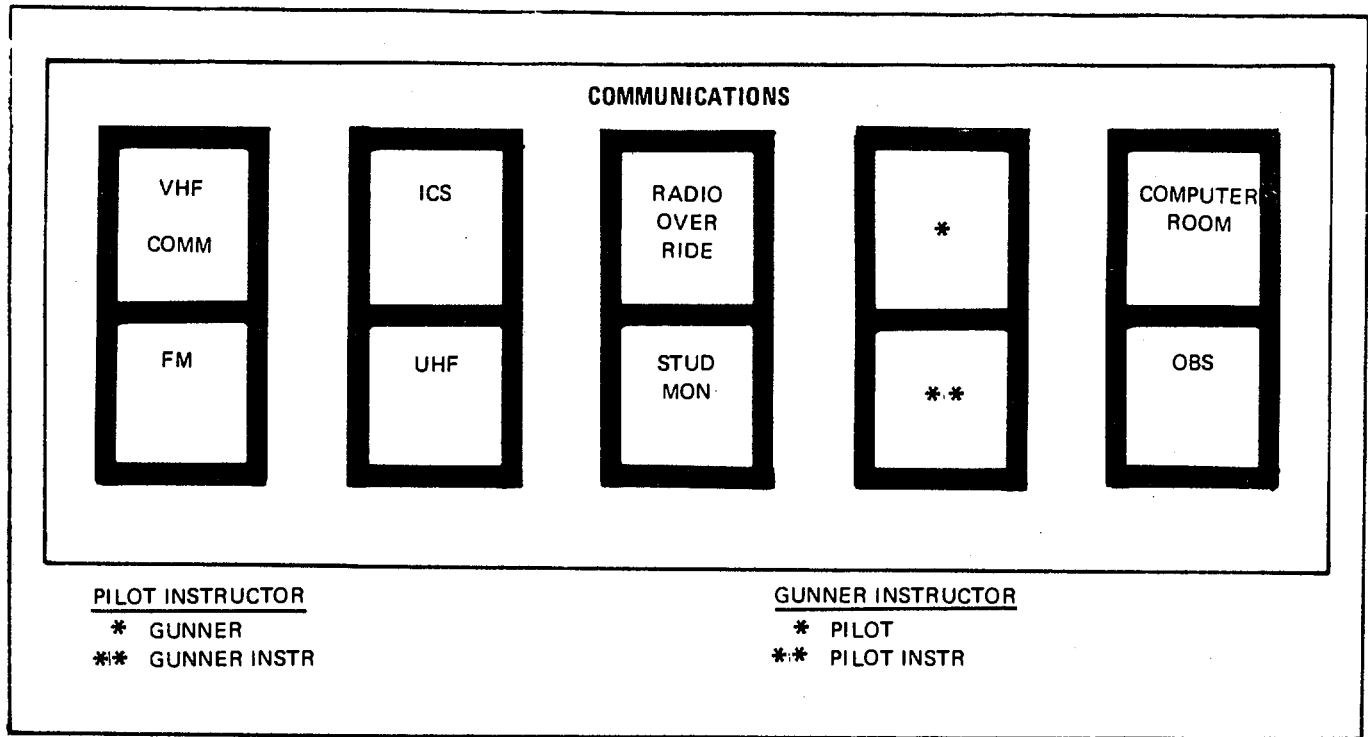 COMMUNICATIONS
VHF
COMM
FM
ICS
UHF
RADIO
OVER
RIDE
STUD
MON
*
**
COMPUTER
ROOM
OBS
PILOT INSTRUCTOR
* GUNNER
** GUNNER INSTR
GUNNER INSTRUCTOR
* PILOT
** PILOT INSTR